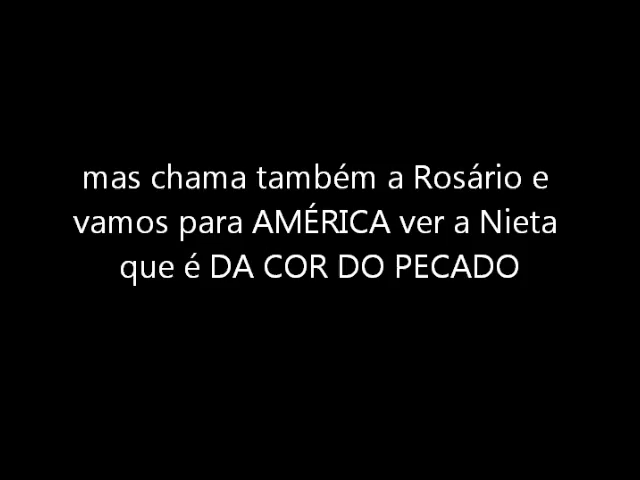 mas chama também a Rosário e
vamos para AMÉRICA ver a Nieta
que é DA COR DO PECADO